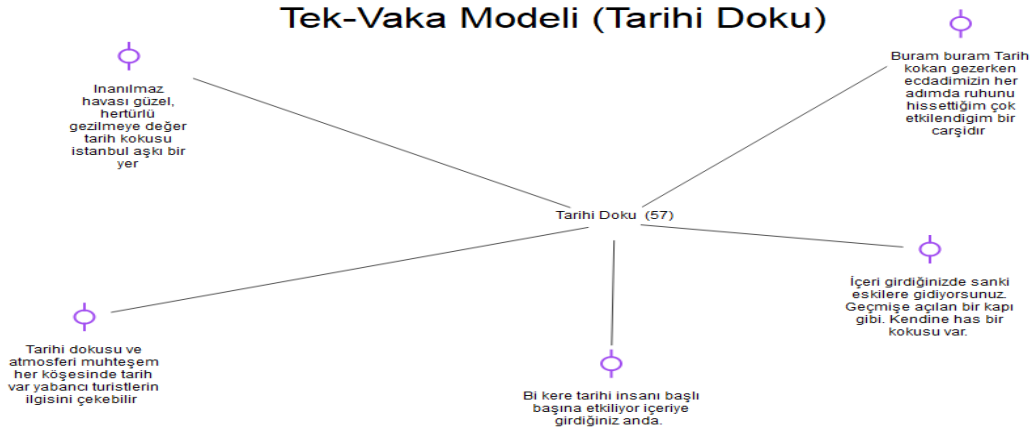 Tek-Vaka Modeli (Tarihi Doku)
Inanılmaz
havası güzel,
hertürlü
gezilmeye değer
tarih kokusu
istanbul aşkı bir
yer
Buram buram Tarih
kokan gezerken
ecdadimizin her
adımda ruhunu
hissettiğim çok
etkilendigim bir
carşidır
Tarihi Doku (57)
İçeri girdiğinizde sanki
eskilere gidiyorsunuz.
Geçmişe açılan bir kapı
gibi. Kendine has bir
kokusu var.
Tarihi dokusu ve
atmosferi muhteşem
her köşesinde tarih
var yabancı turistlerin
ilgisini çekebilir
Bi kere tarihi insanı başlı
başına etkiliyor içeriye
girdiğiniz anda.